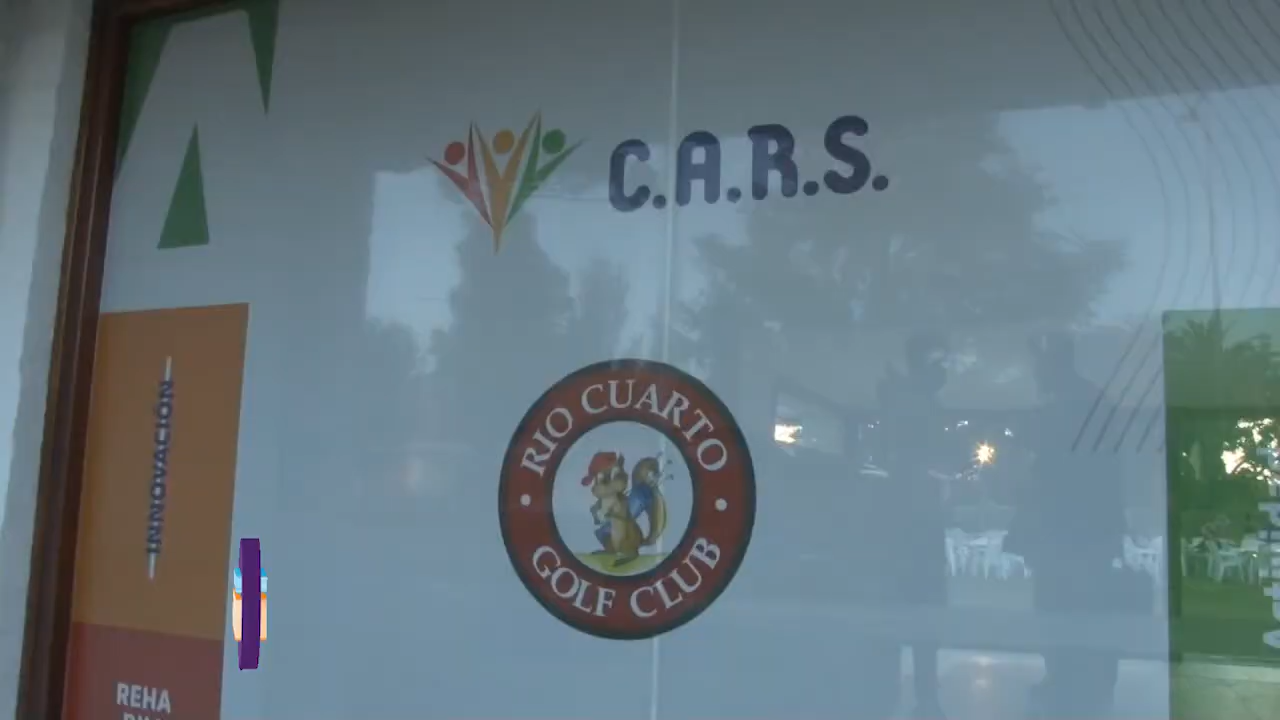 C.A.R.S.
RIO CUARTO
GOLF CLUB
INNOVACIÓN
REHA